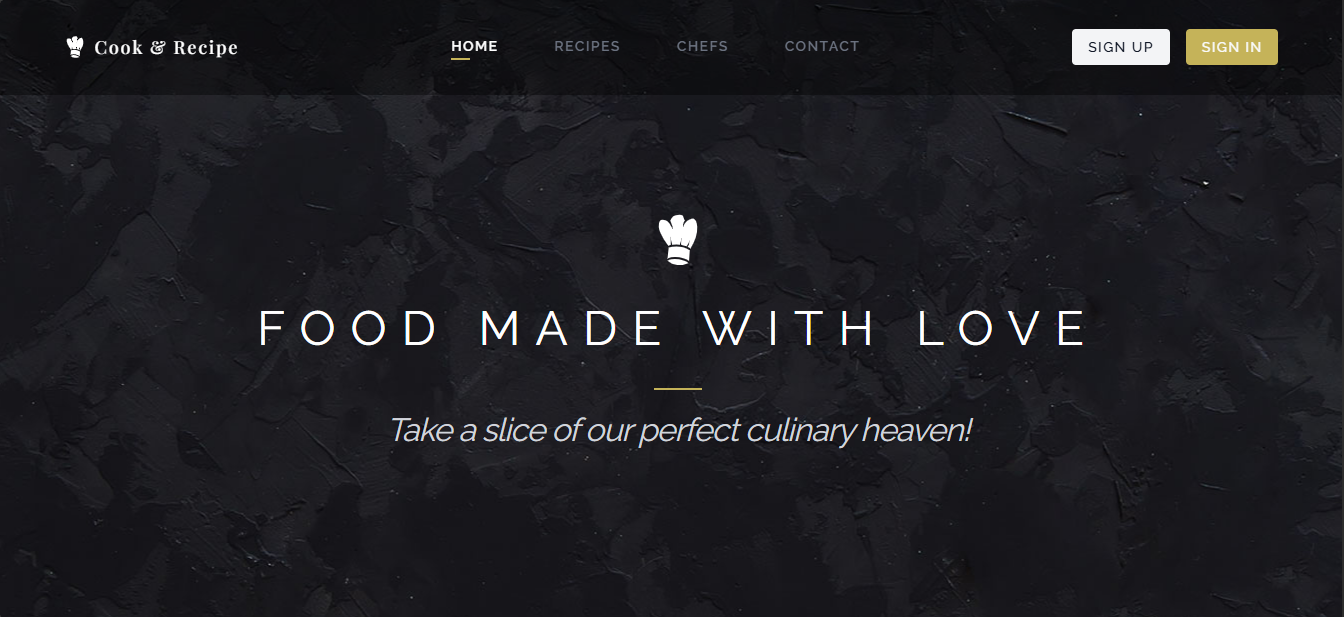 Cook & Recipe
HOME RECIPES CHEFS CONTACT
SIGN UP SIGN IN
FOOD MADE WITH LOVE
Take a slice of our perfect culinary heaven!